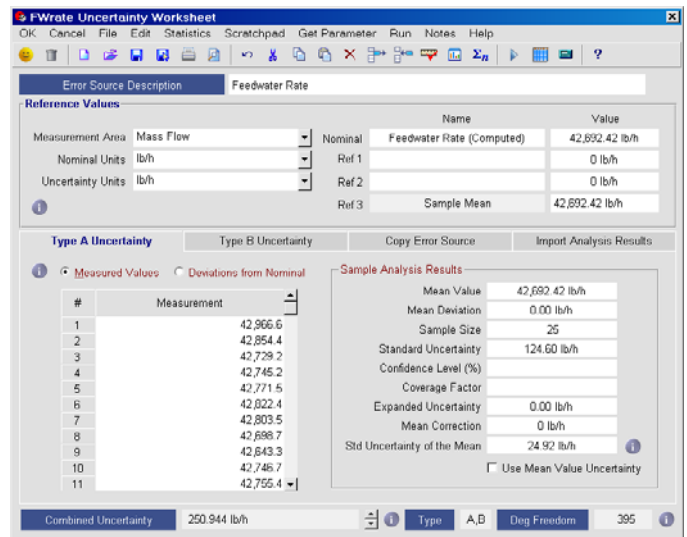 FWrate Uncertainty Worksheet
OK Cancel File Edit Statistics Scratchpad Get Parameter Run Notes Help
Σn ?
Error Source Description Feedwater Rate
Reference Values
Name Value
Measurement Area Mass Flow Nominal Feedwater Rate (Computed) 42,692.42 lb/h
Nominal Units lb/h Ref 1 0 lb/h
Uncertainty Units lb/h Ref 2 0 lb/h
Ref 3 Sample Mean 42,692.42 lb/h
Type A Uncertainty Type B Uncertainty Copy Error Source Import Analysis Results
Measured Values Deviations from Nominal
# Measurement
1 42,966.6
2 42,854.4
3 42,729.2
4 42,745.2
5 42,771.5
6 42,822.4
7 42,803.5
8 42,698.7
9 42,643.3
10 42,746.7
11 42,755.4
Sample Analysis Results
Mean Value 42,692.42 lb/h
Mean Deviation 0.00 lb/h
Sample Size 25
Standard Uncertainty 124.60 lb/h
Confidence Level (%)
Coverage Factor
Expanded Uncertainty 0.00 lb/h
Mean Correction 0 lb/h
Std Uncertainty of the Mean 24.92 lb/h
Use Mean Value Uncertainty
Combined Uncertainty 250.944 lb/h Type A,B Deg Freedom 395